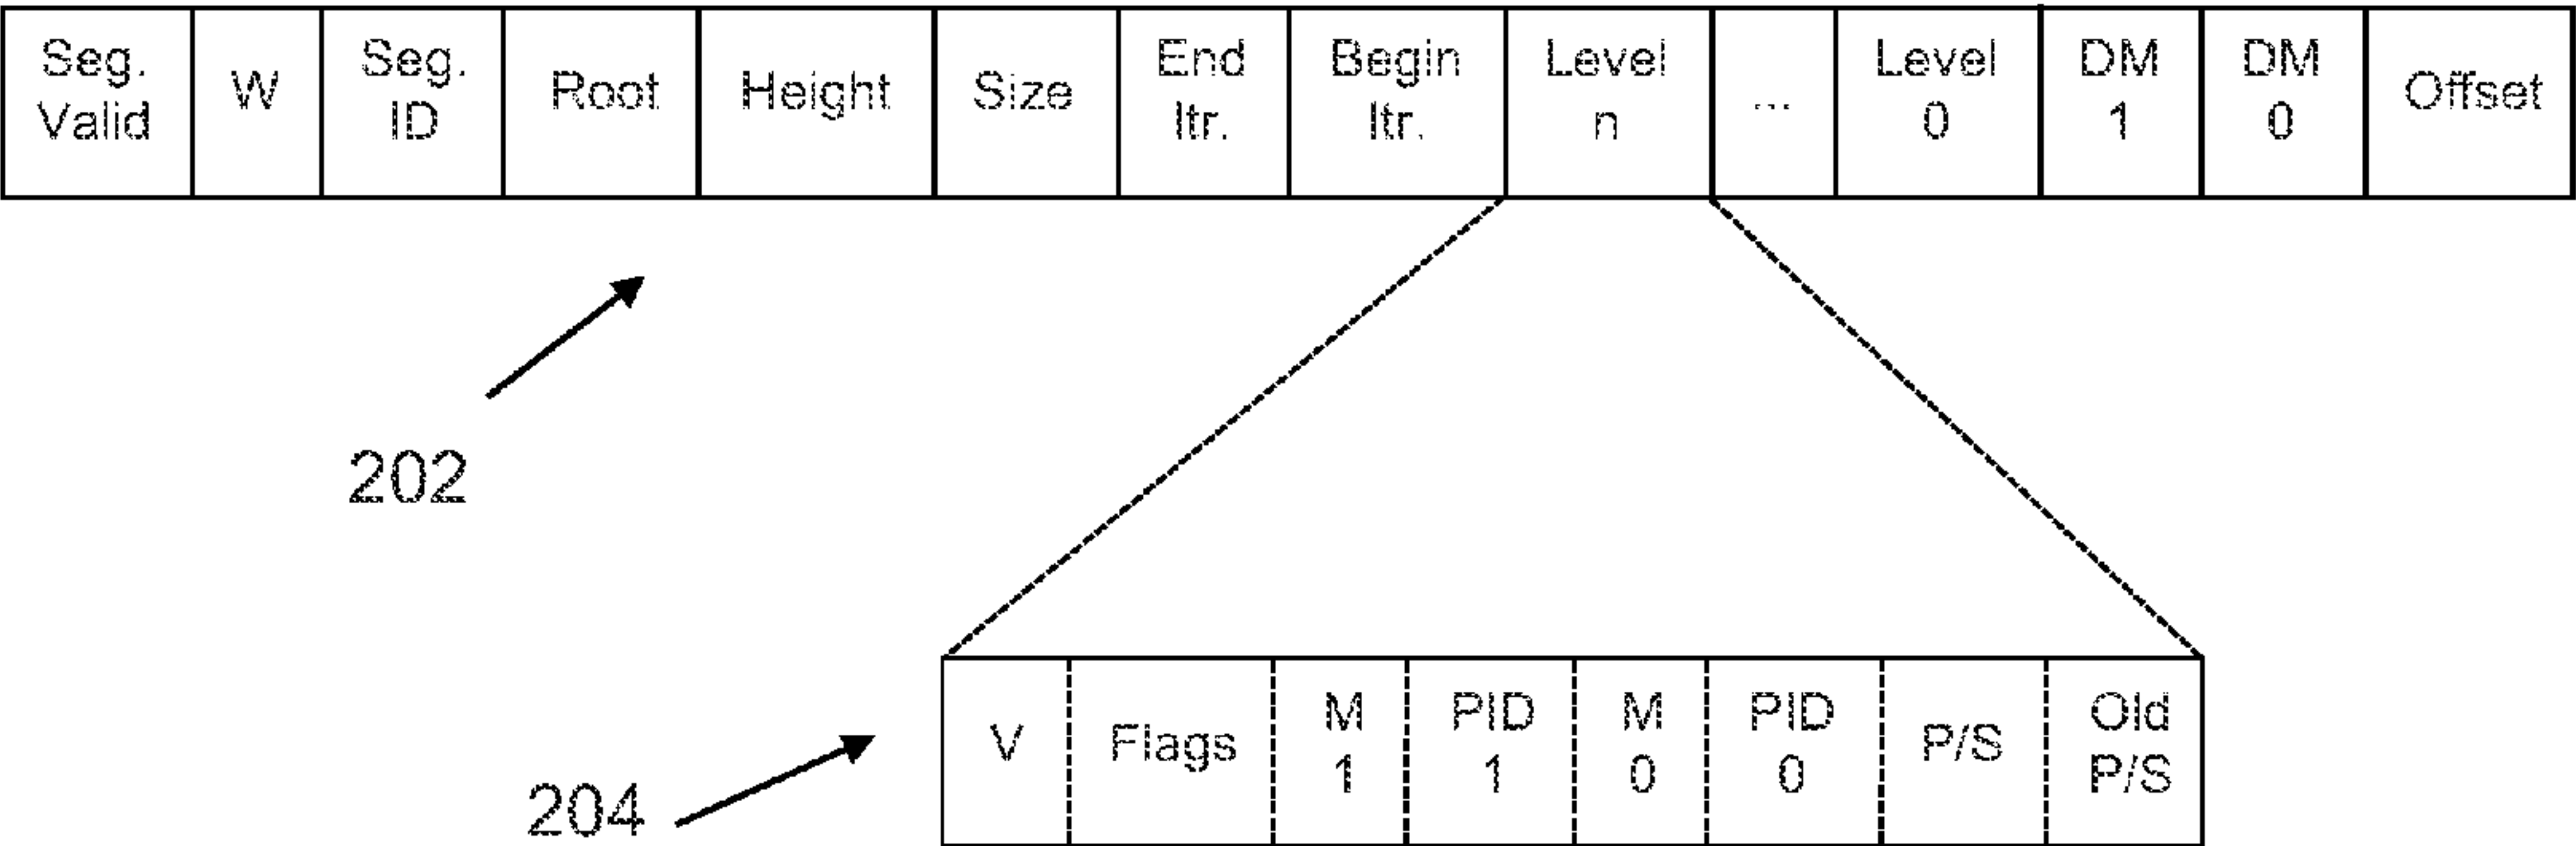 Seg.
Valid
W
Seg.
ID
Root
Height
Size
End
Itr.
Begin
Itr.
Level
n
...
Level
0
DM
1
DM
0
Offset
202
204
V
Flags
M
1
PID
1
M
0
PID
0
P/S
Old
P/S